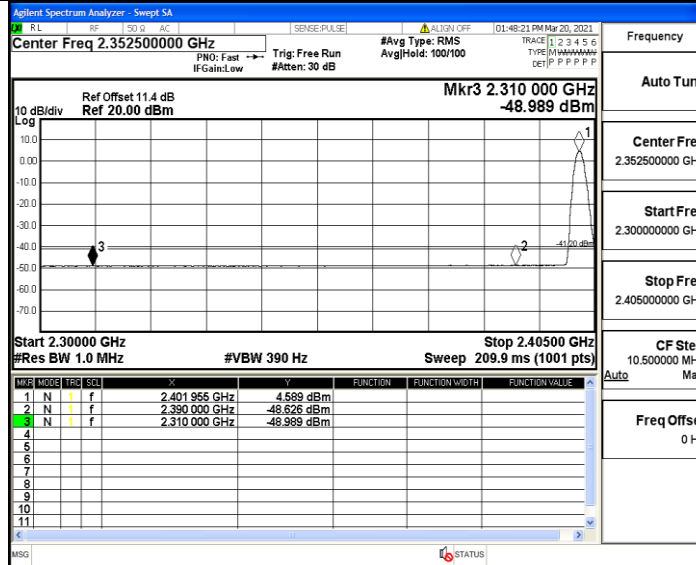 Agilent Spectrum Analyzer - Swept SA
RL RF 50 Ω AC SENSE:PULSE ALIGN OFF 01:48:21 PM Mar 20, 2021
Center Freq 2.352500000 GHz
PNO: Fast
IFGain:Low
Trig: Free Run
#Atten: 30 dB
#Avg Type: RMS
Avg|Hold: 100/100
TRACE 1 2 3 4 5 6
TYPE M
DET P P P P P P
Mkr3 2.310 000 GHz
-48.989 dBm
Ref Offset 11.4 dB
10 dB/div Ref 20.00 dBm
Log
10.0
0.00
-10.0
-20.0
-30.0
-40.0
-50.0
-60.0
-70.0
1
2
3
-41.20 dBm
Start 2.30000 GHz Stop 2.40500 GHz
#Res BW 1.0 MHz #VBW 390 Hz Sweep 209.9 ms (1001 pts)
MKR MODE TRC SCL X Y FUNCTION FUNCTION WIDTH FUNCTION VALUE
1 N 1 f 2.401 955 GHz 4.589 dBm
2 N 1 f 2.390 000 GHz -48.626 dBm
3 N 1 f 2.310 000 GHz -48.989 dBm
4
5
6
7
8
9
10
11
MSG STATUS
Frequency
Auto Tun
Center Fre
2.352500000 GH
Start Fre
2.300000000 GH
Stop Fre
2.405000000 GH
CF Ste
10.500000 MH
Auto Ma
Freq Offse
0 H